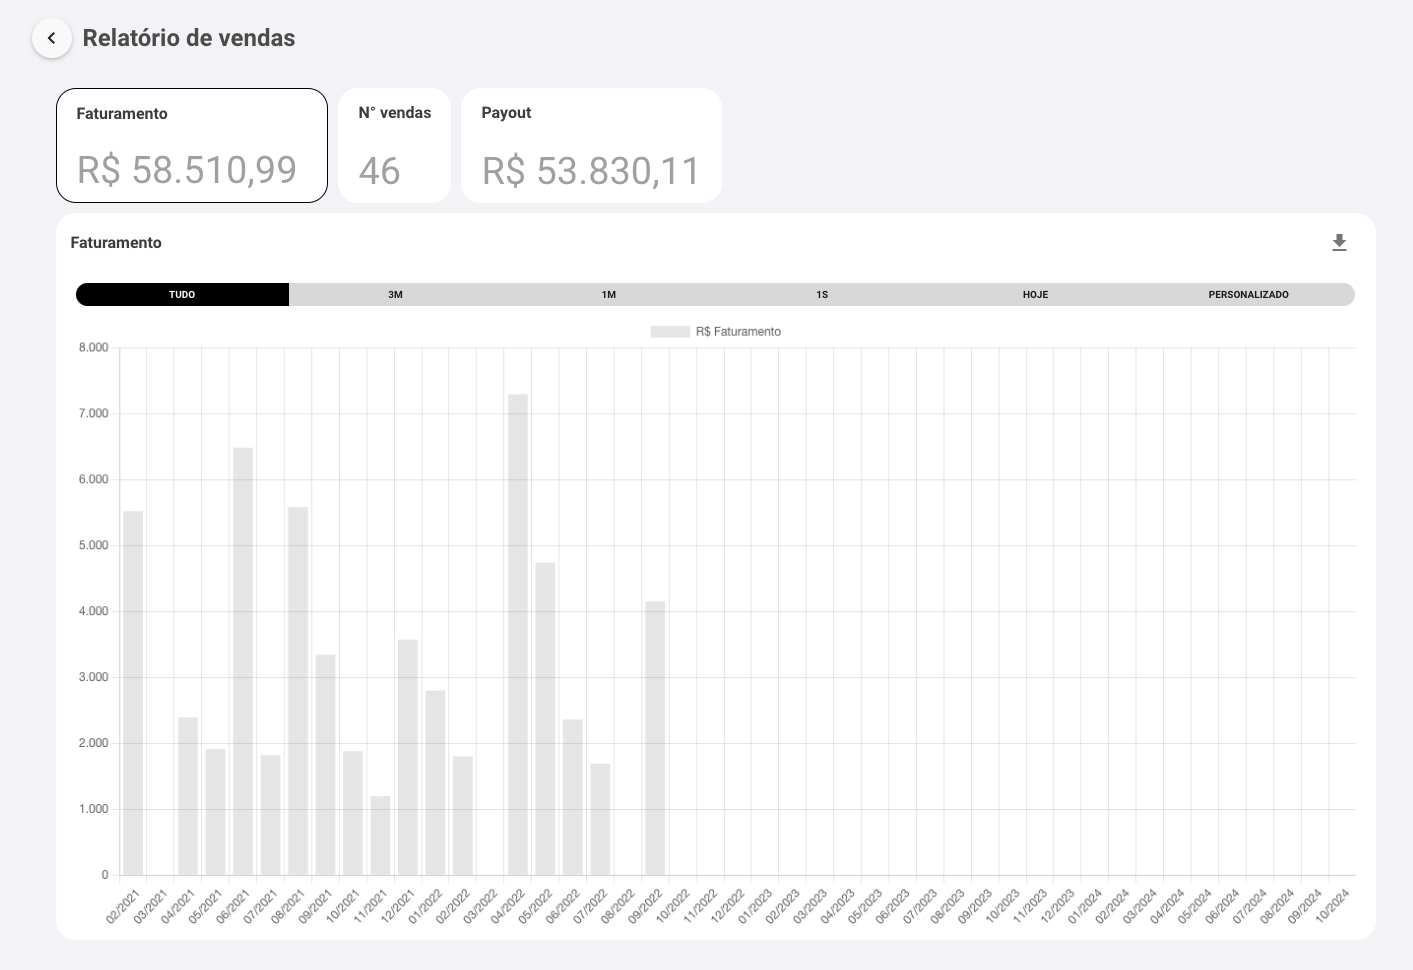 Relatório de vendas
Faturamento
R$ 58.510,99
N° vendas
46
Payout
R$ 53.830,11
Faturamento
TUDO 3M 1M 1S HOJE PERSONALIZADO
R$ Faturamento
8.000
7.000
6.000
5.000
4.000
3.000
2.000
1.000
0
02/2021 03/2021 04/2021 05/2021 06/2021 07/2021 08/2021 09/2021 10/2021 11/2021 12/2021 01/2022 02/2022 03/2022 04/2022 05/2022 06/2022 07/2022 08/2022 09/2022 10/2022 11/2022 12/2022 01/2023 02/2023 03/2023 04/2023 05/2023 06/2023 07/2023 08/2023 09/2023 10/2023 11/2023 12/2023 01/2024 02/2024 03/2024 04/2024 05/2024 06/2024 07/2024 08/2024 09/2024 10/2024